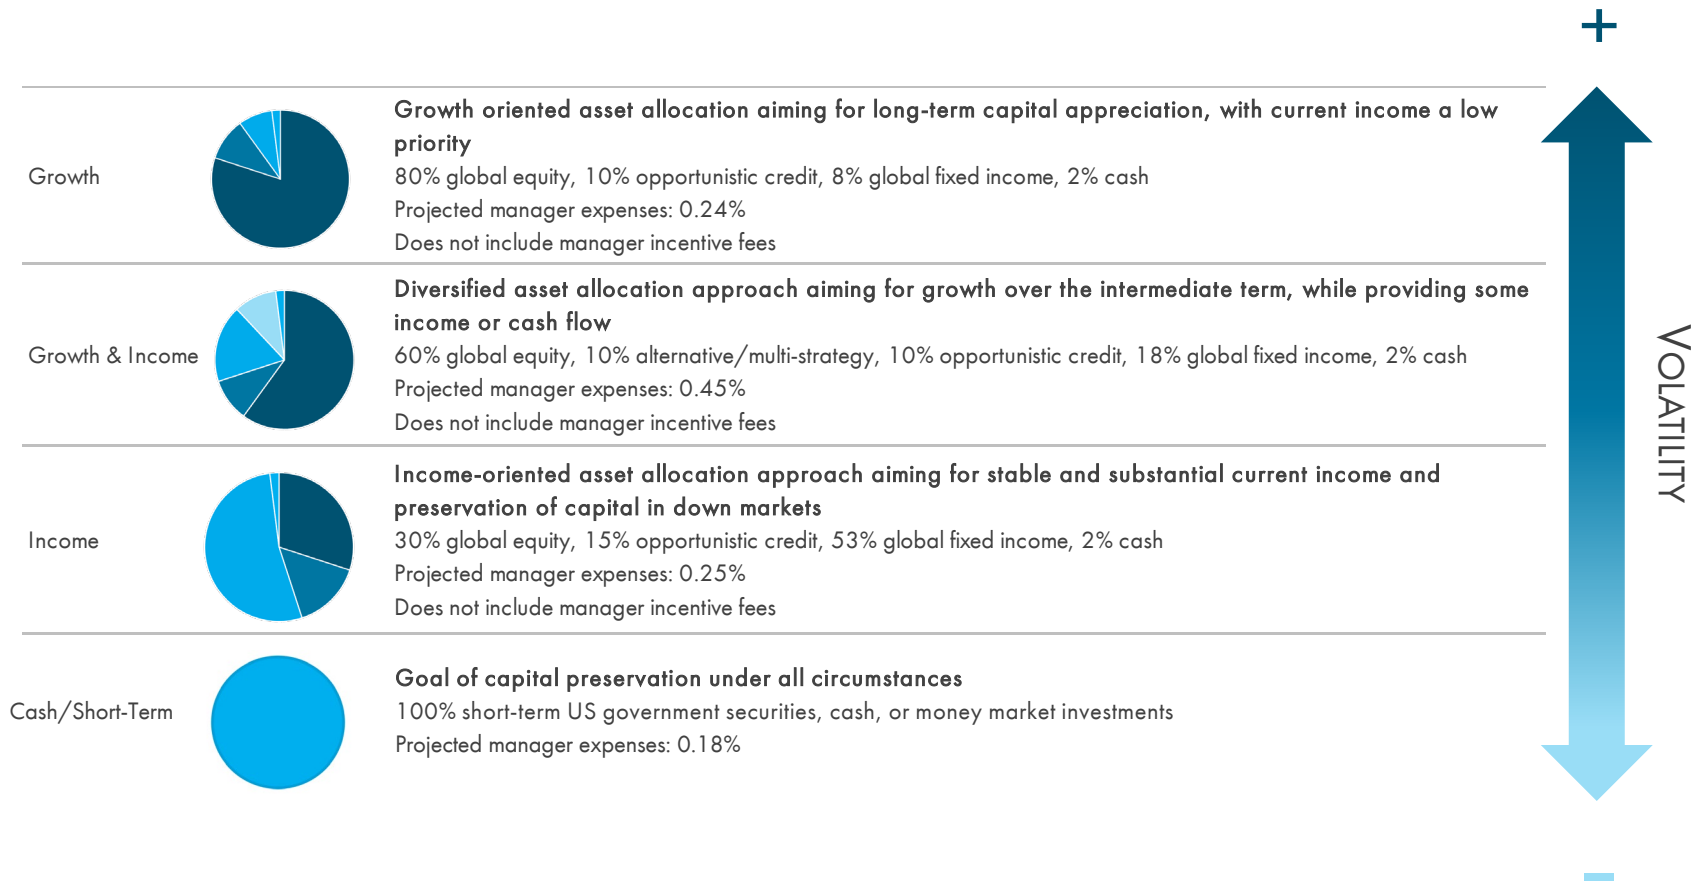 +
Growth oriented asset allocation aiming for long-term capital appreciation, with current income a low
priority
Growth
80% global equity, 10% opportunistic credit, 8% global fixed income, 2% cash
Projected manager expenses: 0.24%
Does not include manager incentive fees
Diversified asset allocation approach aiming for growth over the intermediate term, while providing some
income or cash flow
Growth & Income
60% global equity, 10% alternative/multi-strategy, 10% opportunistic credit, 18% global fixed income, 2% cash
Projected manager expenses: 0.45%
Does not include manager incentive fees
Income-oriented asset allocation approach aiming for stable and substantial current income and
preservation of capital in down markets
Income
30% global equity, 15% opportunistic credit, 53% global fixed income, 2% cash
Projected manager expenses: 0.25%
Does not include manager incentive fees
Goal of capital preservation under all circumstances
Cash/Short-Term
100% short-term US government securities, cash, or money market investments
Projected manager expenses: 0.18%
VOLATILITY
-